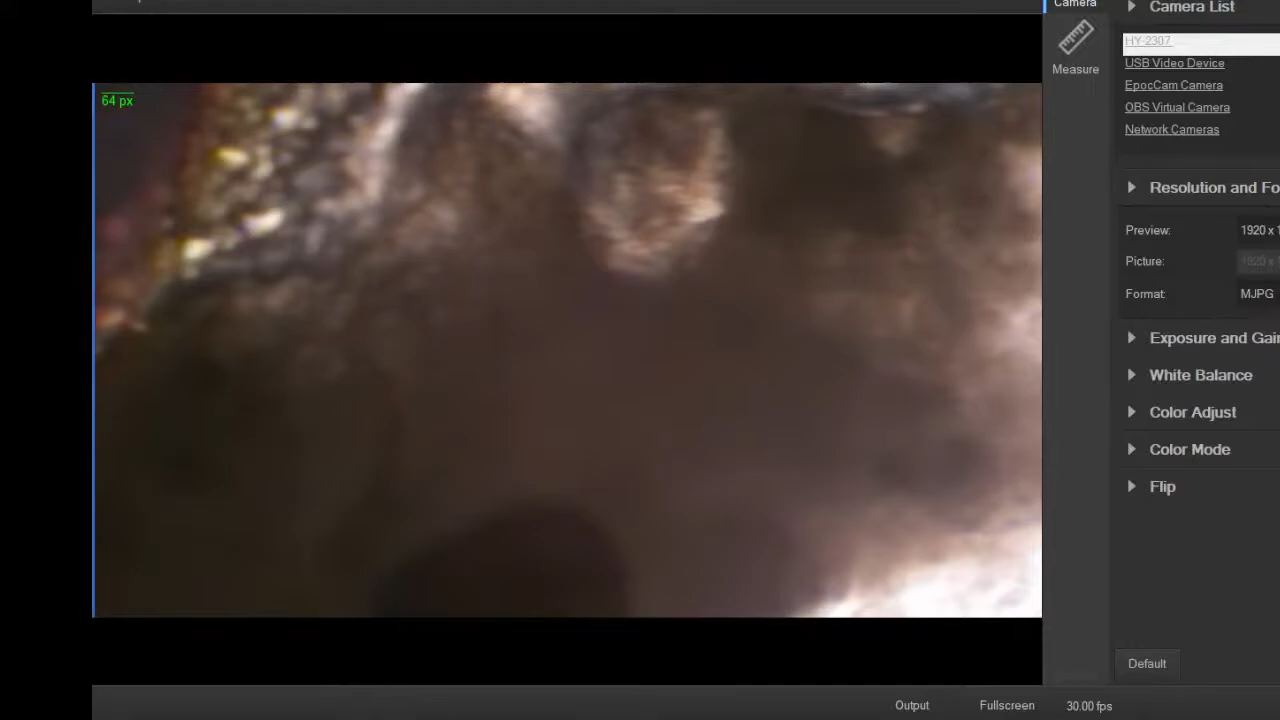 Camera
Camera List
Measure
HY-2307
USB Video Device
EpocCam Camera
OBS Virtual Camera
Network Cameras
64 px
Resolution and Fo
Preview:
1920 x 1
Picture:
1920 x
Format:
MJPG
Exposure and Gai
White Balance
Color Adjust
Color Mode
Flip
Default
Output
Fullscreen
30.00 fps